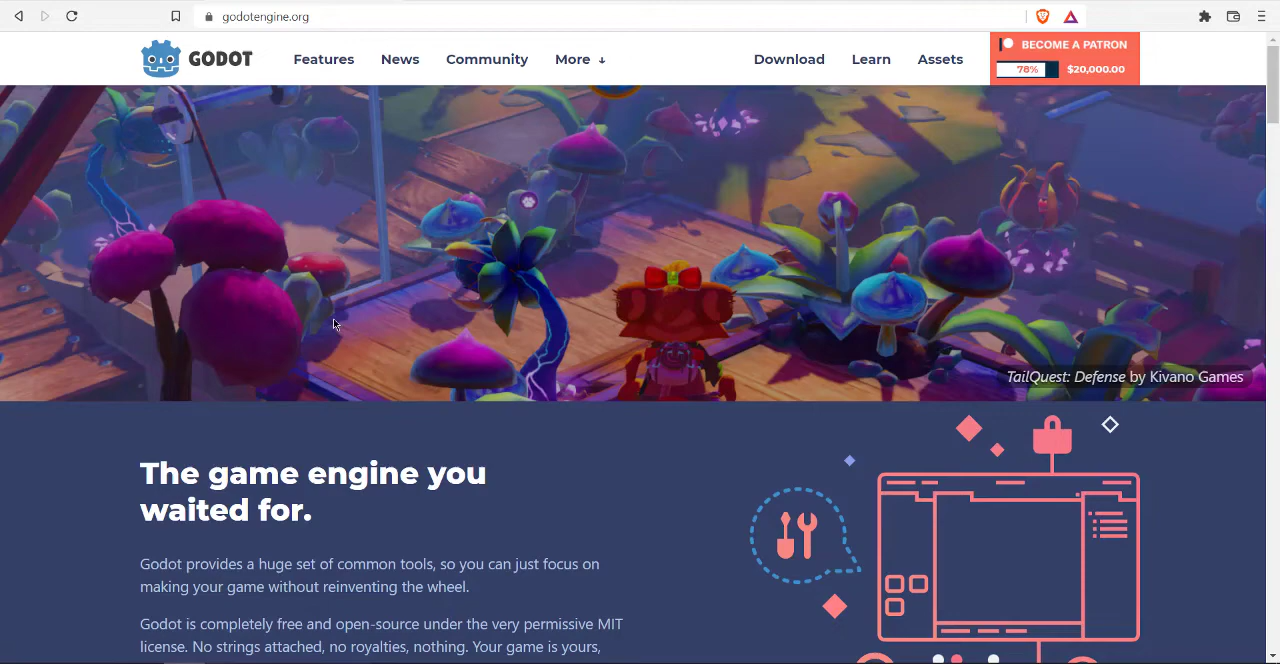 godotengine.org
GODOT
Features
News
Community
More ↓
Download
Learn
Assets
BECOME A PATRON
78%
$20,000.00
TailQuest: Defense by Kivano Games
The game engine you
waited for.
Godot provides a huge set of common tools, so you can just focus on
making your game without reinventing the wheel.
Godot is completely free and open-source under the very permissive MIT
license. No strings attached, no royalties, nothing. Your game is yours,